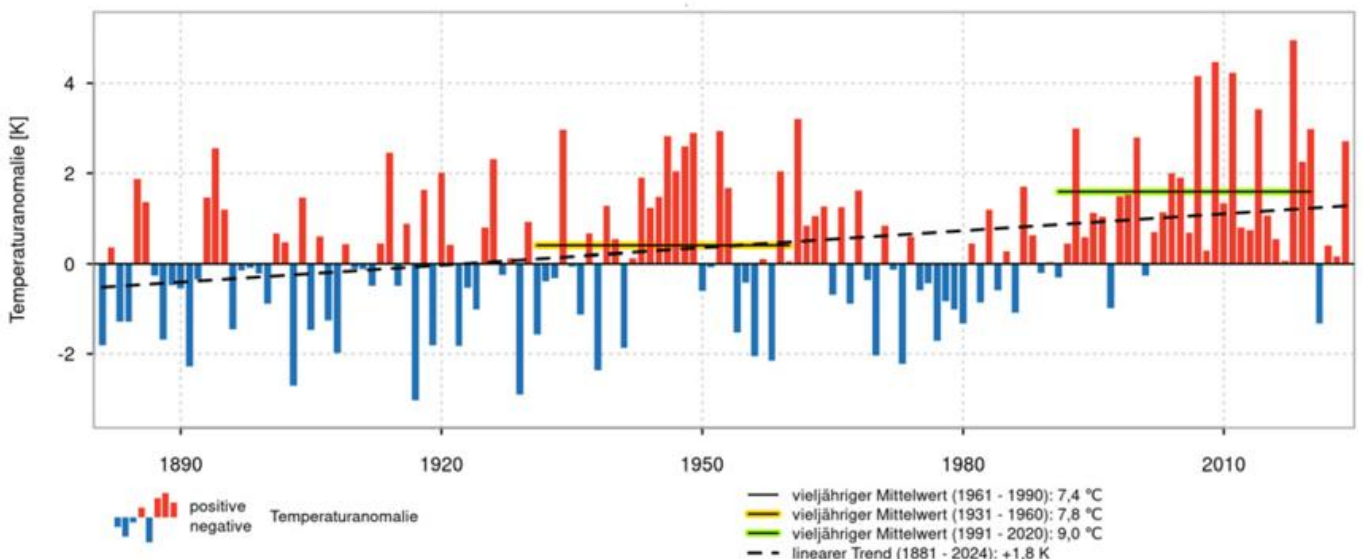 Temperaturanomalie [K]
4
2
0
-2
1890 1920 1950 1980 2010
positive
negative
Temperaturanomalie
vieljähriger Mittelwert (1961 - 1990): 7,4 °C
vieljähriger Mittelwert (1931 - 1960): 7,8 °C
vieljähriger Mittelwert (1991 - 2020): 9,0 °C
linearer Trend (1881 - 2024): +1,8 K